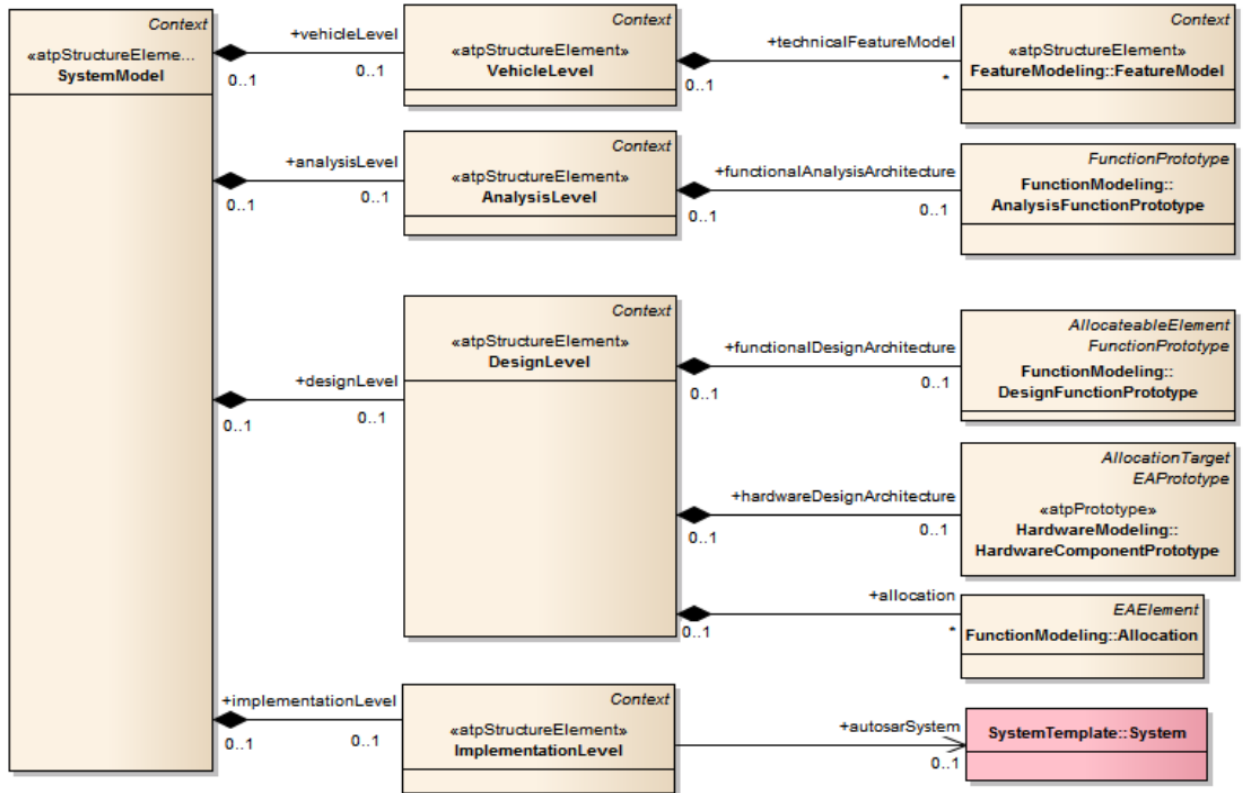 Context
«atpStructureEleme...
SystemModel
+vehicleLevel
0..1
0..1
Context
«atpStructureElement»
VehicleLevel
+technicalFeatureModel
0..1
*
Context
«atpStructureElement»
FeatureModeling::FeatureModel
+analysisLevel
0..1
0..1
Context
«atpStructureElement»
AnalysisLevel
+functionalAnalysisArchitecture
0..1
0..1
FunctionPrototype
FunctionModeling::
AnalysisFunctionPrototype
+designLevel
0..1
0..1
Context
«atpStructureElement»
DesignLevel
+functionalDesignArchitecture
0..1
0..1
AllocateableElement
FunctionPrototype
FunctionModeling::
DesignFunctionPrototype
+hardwareDesignArchitecture
0..1
0..1
AllocationTarget
EAPrototype
«atpPrototype»
HardwareModeling::
HardwareComponentPrototype
+allocation
0..1
*
EAElement
FunctionModeling::Allocation
+implementationLevel
0..1
0..1
Context
«atpStructureElement»
ImplementationLevel
+autosarSystem
0..1
SystemTemplate::System